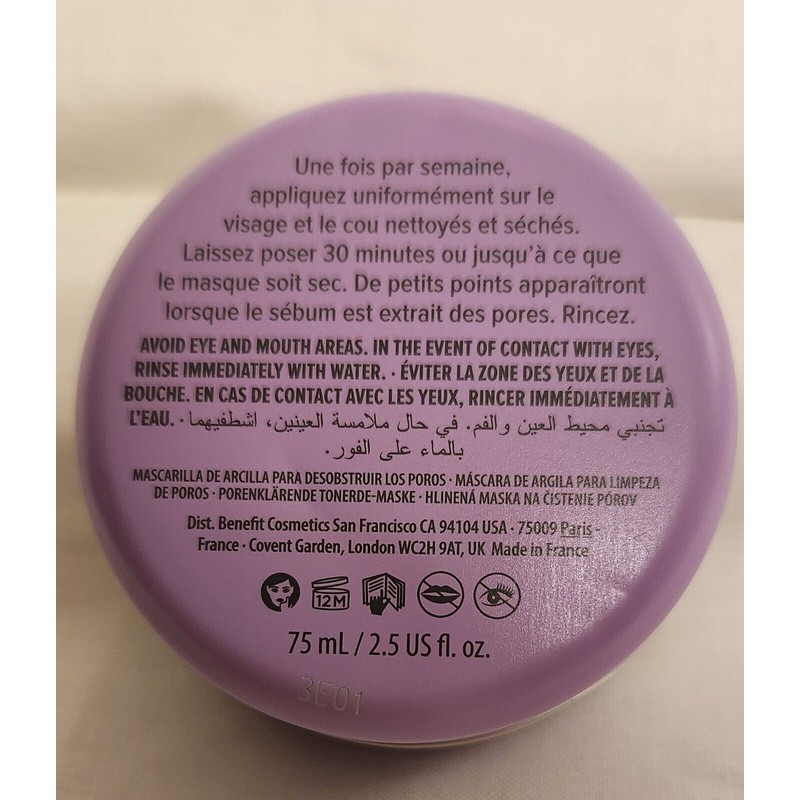 Une fois par semaine,
appliquez uniformément sur le
visage et le cou nettoyés et séchés.
Laissez poser 30 minutes ou jusqu'à ce que
le masque soit sec. De petits points apparaîtront
lorsque le sébum est extrait des pores. Rincez.
AVOID EYE AND MOUTH AREAS. IN THE EVENT OF CONTACT WITH EYES,
RINSE IMMEDIATELY WITH WATER. · ÉVITER LA ZONE DES YEUX ET DE LA
BOUCHE. EN CAS DE CONTACT AVEC LES YEUX, RINCER IMMÉDIATEMENT À
L'EAU. · تجنبي محيط العين والفم. في حال ملامسة العينين، اشطفيهما
بالماء على الفور.
MASCARILLA DE ARCILLA PARA DESOBSTRUIR LOS POROS · MÁSCARA DE ARGILA PARA LIMPEZA
DE POROS · PORENKLÄRENDE TONERDE-MASKE · HLINENÁ MASKA NA ČISTENIE PÓROV
Dist. Benefit Cosmetics San Francisco CA 94104 USA · 75009 Paris -
France · Covent Garden, London WC2H 9AT, UK Made in France
12M
75 mL / 2.5 US fl. oz.
3E01